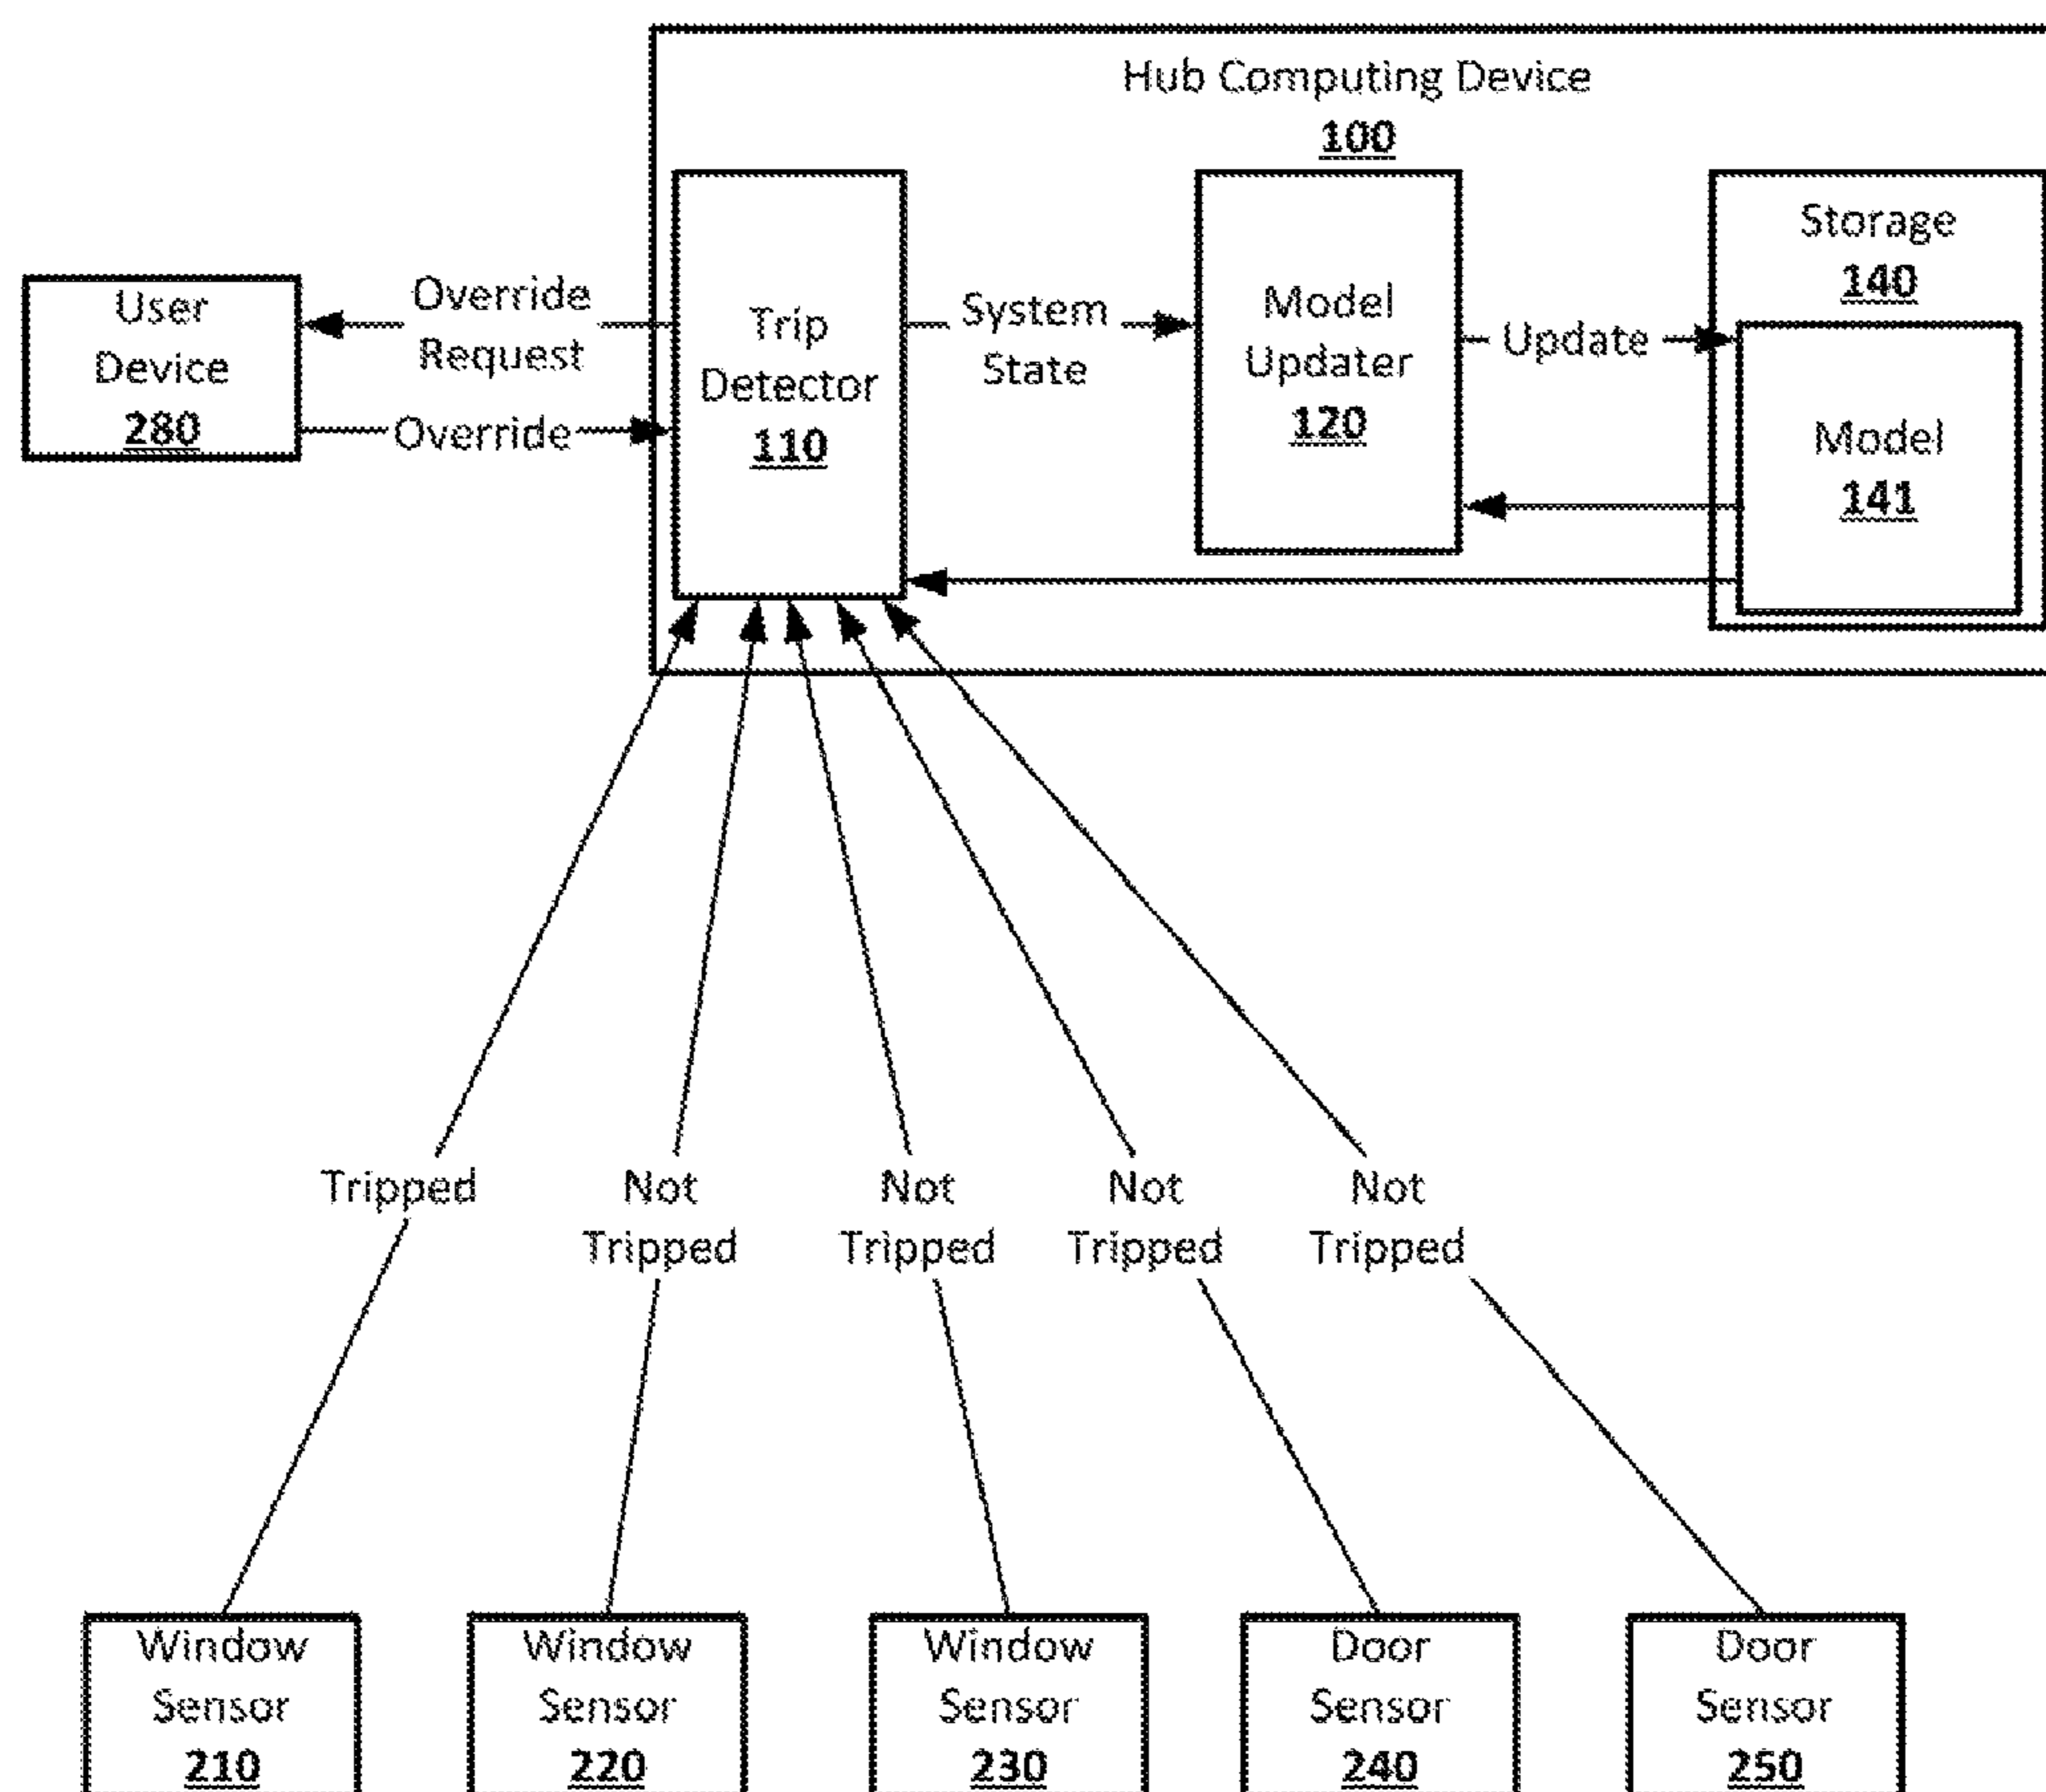 Hub Computing Device
100
User
Device
280
Override
Request
Override
Trip
Detector
110
System
State
Model
Updater
120
Update
Storage
140
Model
141
Tripped
Not
Tripped
Not
Tripped
Not
Tripped
Not
Tripped
Window
Sensor
210
Window
Sensor
220
Window
Sensor
230
Door
Sensor
240
Door
Sensor
250